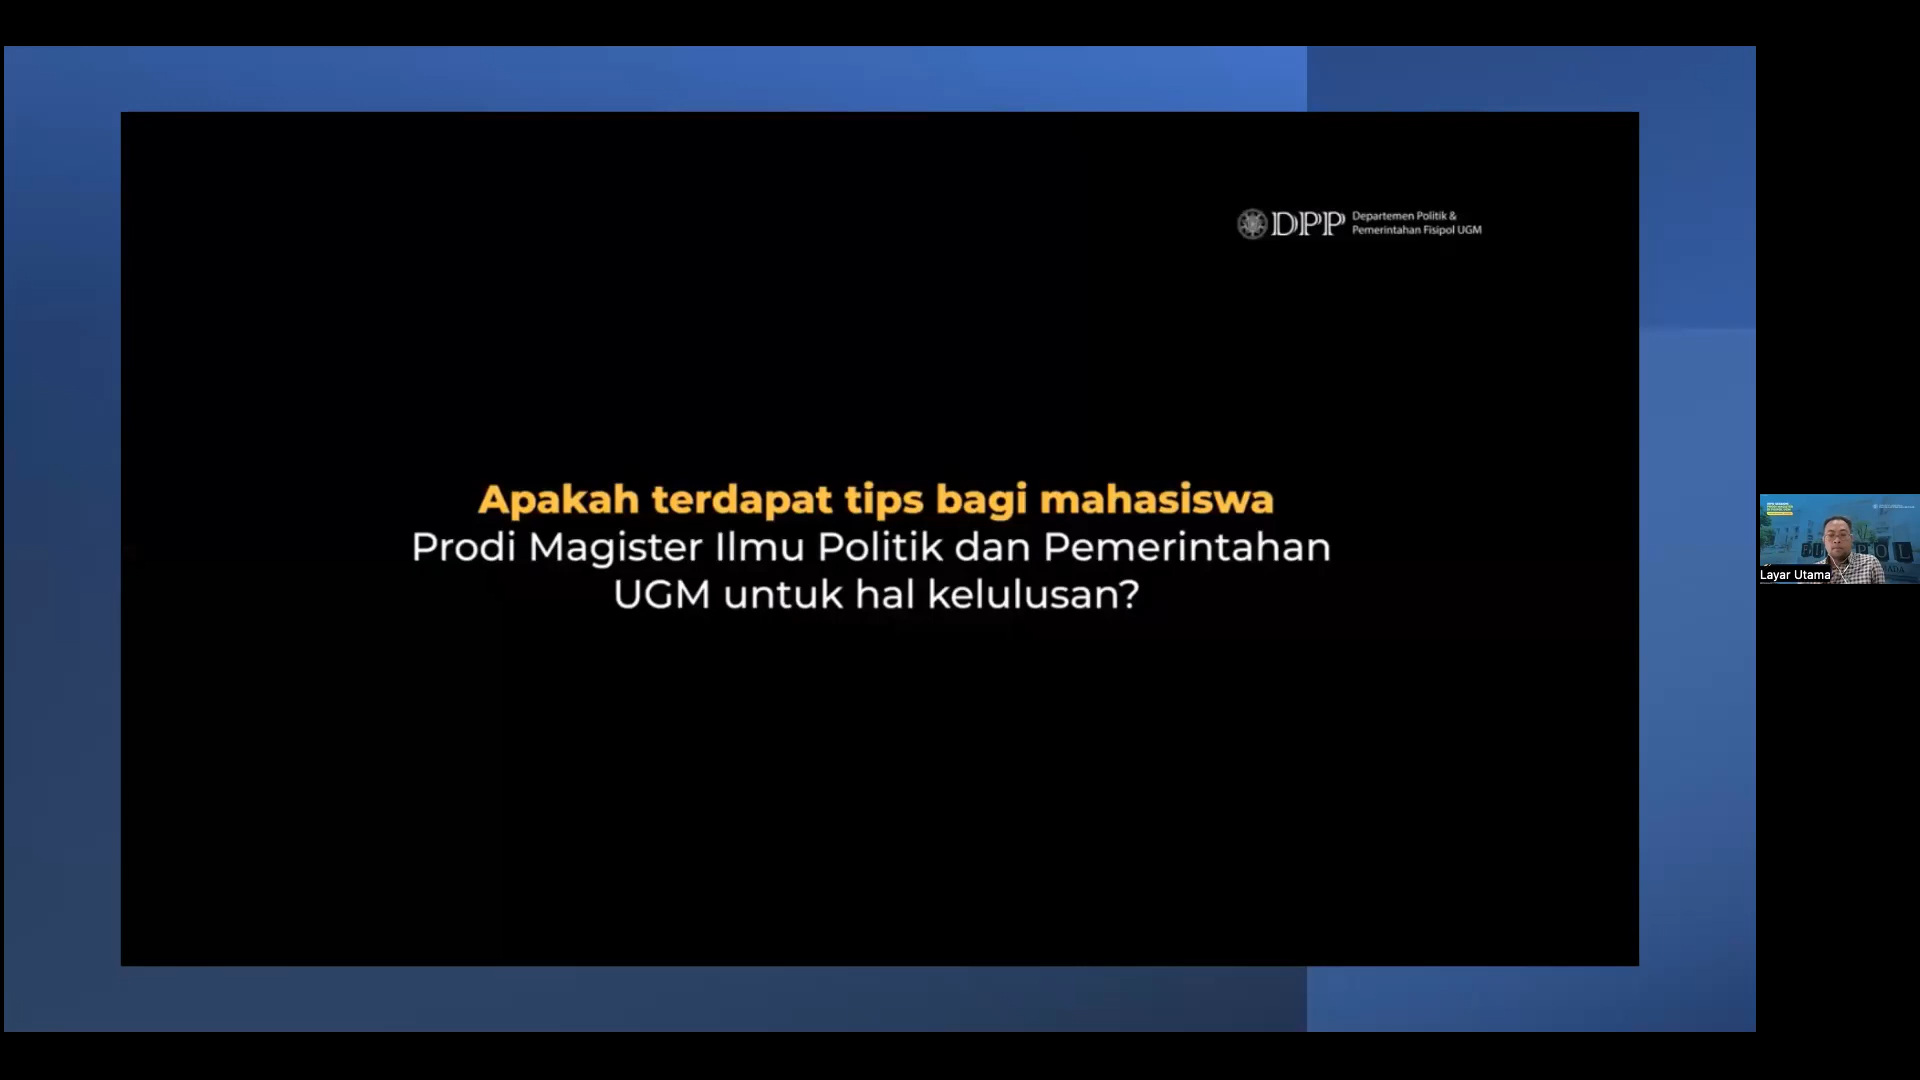 DPP
Departemen Politik &
Pemerintahan Fisipol UGM
Apakah terdapat tips bagi mahasiswa
Prodi Magister Ilmu Politik dan Pemerintahan
UGM untuk hal kelulusan?
Layar Utama